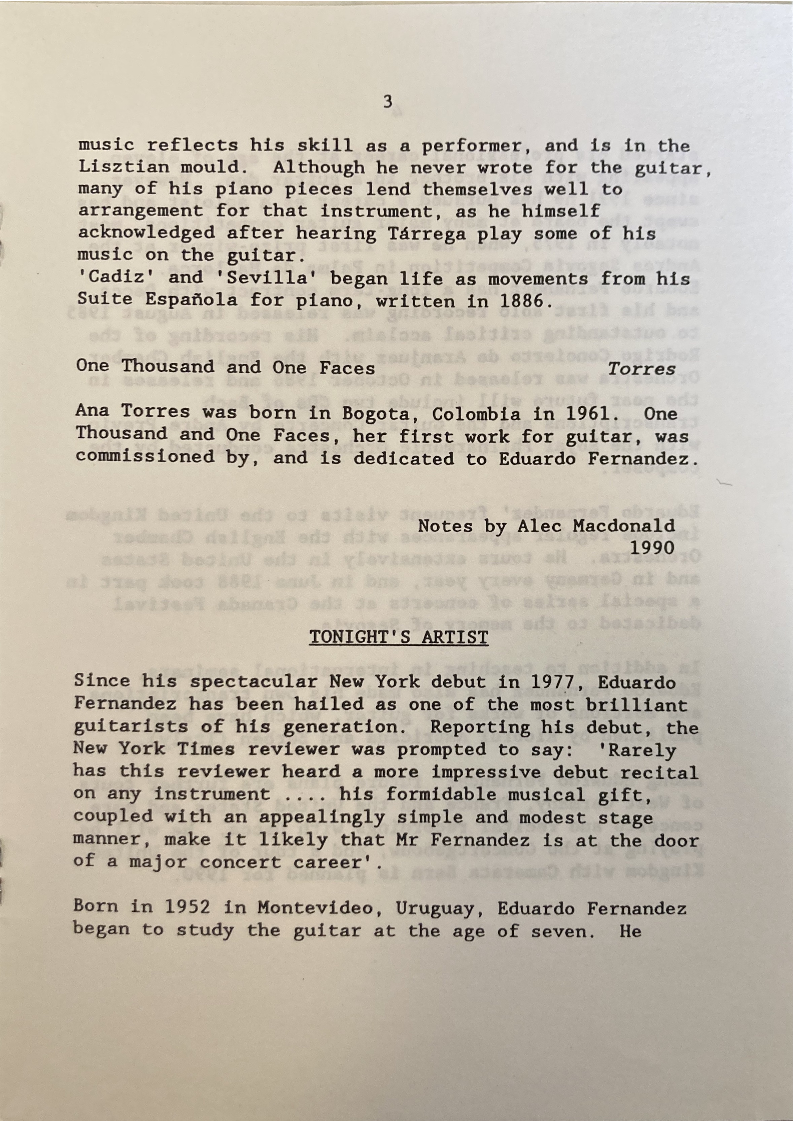 3
music reflects his skill as a performer, and is in the
Lisztian mould.  Although he never wrote for the guitar,
many of his piano pieces lend themselves well to
arrangement for that instrument, as he himself
acknowledged after hearing Tárrega play some of his
music on the guitar.
'Cadiz' and 'Sevilla' began life as movements from his
Suite Española for piano, written in 1886.
One Thousand and One Faces Torres
Ana Torres was born in Bogota, Colombia in 1961.  One
Thousand and One Faces, her first work for guitar, was
commissioned by, and is dedicated to Eduardo Fernandez.
Notes by Alec Macdonald
1990
TONIGHT'S ARTIST
Since his spectacular New York debut in 1977, Eduardo
Fernandez has been hailed as one of the most brilliant
guitarists of his generation.  Reporting his debut, the
New York Times reviewer was prompted to say:  'Rarely
has this reviewer heard a more impressive debut recital
on any instrument .... his formidable musical gift,
coupled with an appealingly simple and modest stage
manner, make it likely that Mr Fernandez is at the door
of a major concert career'.
Born in 1952 in Montevideo, Uruguay, Eduardo Fernandez
began to study the guitar at the age of seven.  He